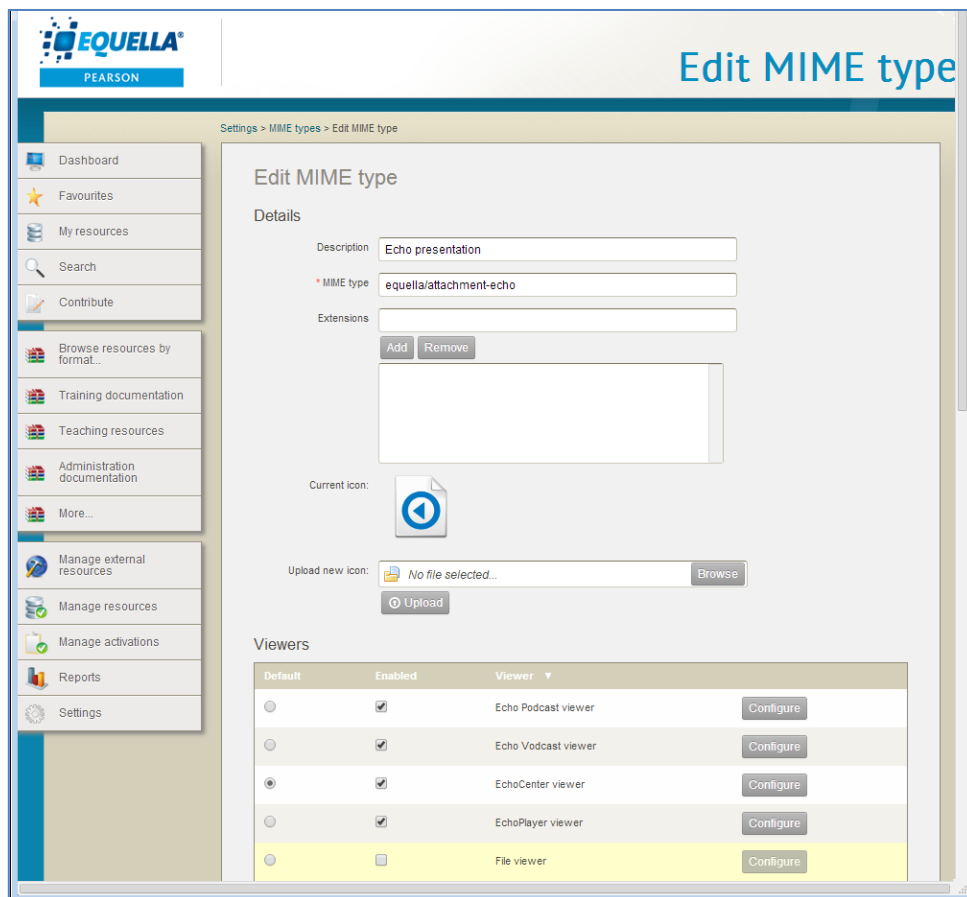 EQUELLA®
PEARSON
Edit MIME type
Settings > MIME types > Edit MIME type
Dashboard
Favourites
My resources
Search
Contribute
Browse resources by
format...
Training documentation
Teaching resources
Administration
documentation
More...
Manage external
resources
Manage resources
Manage activations
Reports
Settings
Edit MIME type
Details
Description Echo presentation
* MIME type equella/attachment-echo
Extensions
Add Remove
Current icon:
Upload new icon: No file selected... Browse
Upload
Viewers
Default Enabled Viewer ▼
Echo Podcast viewer Configure
Echo Vodcast viewer Configure
EchoCenter viewer Configure
EchoPlayer viewer Configure
File viewer Configure